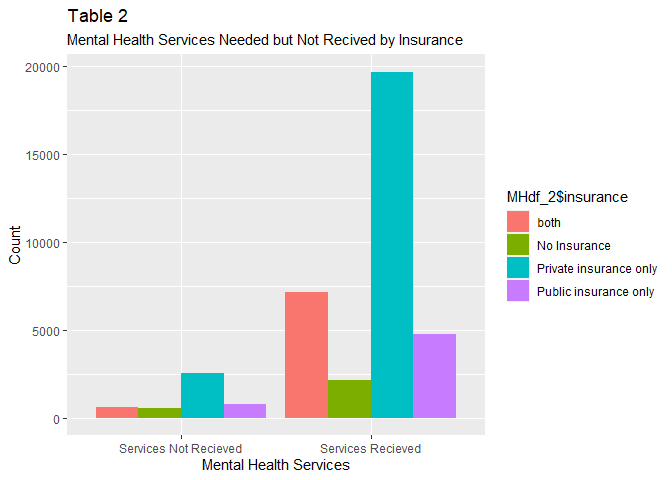 Table 2
Mental Health Services Needed but Not Recived by Insurance
20000
15000
10000
5000
0
Count
Services Not Recieved
Services Recieved
Mental Health Services
MHdf_2$insurance
both
No Insurance
Private insurance only
Public insurance only